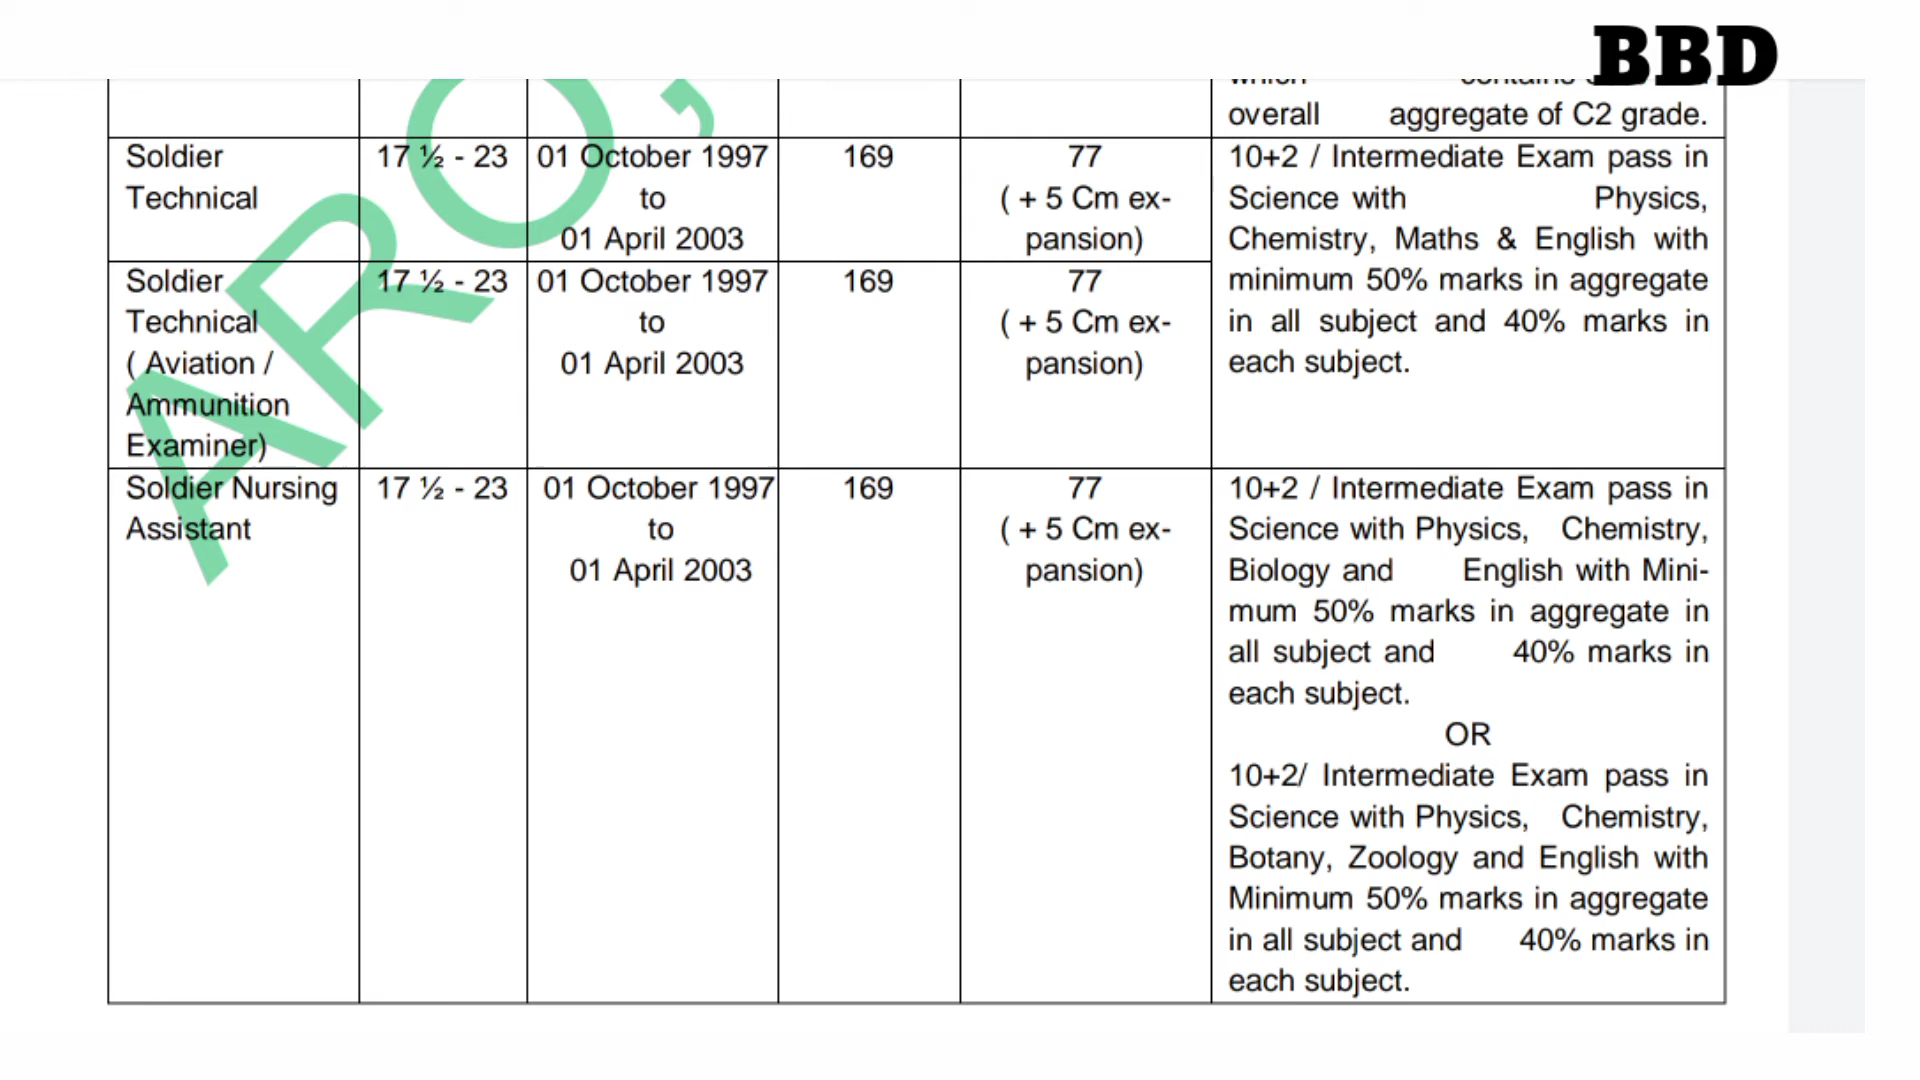 BBD
overall aggregate of C2 grade.
Soldier
Technical
17 ½ - 23
01 October 1997
to
01 April 2003
169
77
( + 5 Cm ex-
pansion)
10+2 / Intermediate Exam pass in
Science with Physics,
Chemistry, Maths & English with
minimum 50% marks in aggregate
in all subject and 40% marks in
each subject.
Soldier
Technical
( Aviation /
Ammunition
Examiner)
17 ½ - 23
01 October 1997
to
01 April 2003
169
77
( + 5 Cm ex-
pansion)
Soldier Nursing
Assistant
17 ½ - 23
01 October 1997
to
01 April 2003
169
77
( + 5 Cm ex-
pansion)
10+2 / Intermediate Exam pass in
Science with Physics, Chemistry,
Biology and English with Mini-
mum 50% marks in aggregate in
all subject and 40% marks in
each subject.
OR
10+2/ Intermediate Exam pass in
Science with Physics, Chemistry,
Botany, Zoology and English with
Minimum 50% marks in aggregate
in all subject and 40% marks in
each subject.
ARO,